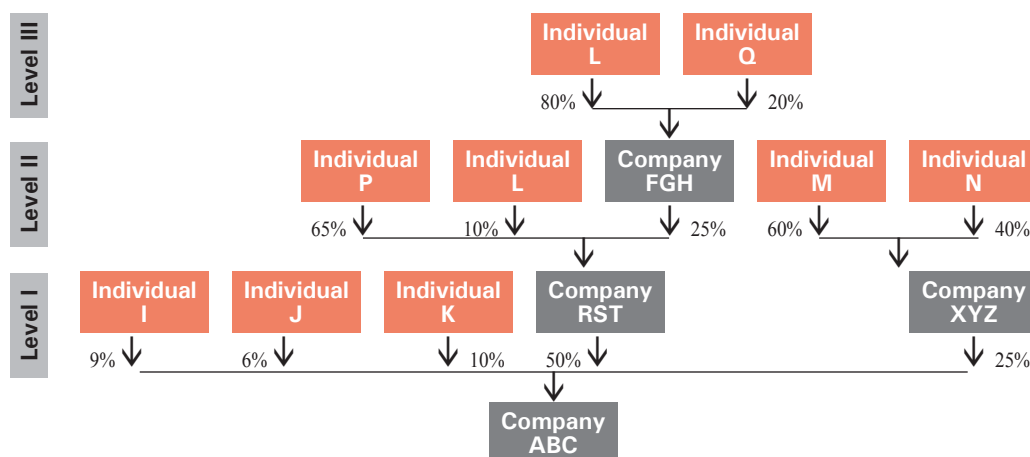 Level III
Individual
L
Individual
Q
80%
20%
Level II
Individual
P
Individual
L
Company
FGH
Individual
M
Individual
N
65%
10%
25%
60%
40%
Level I
Individual
I
Individual
J
Individual
K
Company
RST
Company
XYZ
9%
6%
10%
50%
25%
Company
ABC